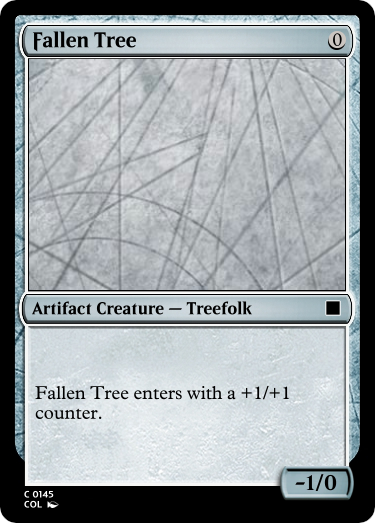 Fallen Tree 0
Artifact Creature — Treefolk
Fallen Tree enters with a +1/+1
counter.
-1/0
C 0145
COL